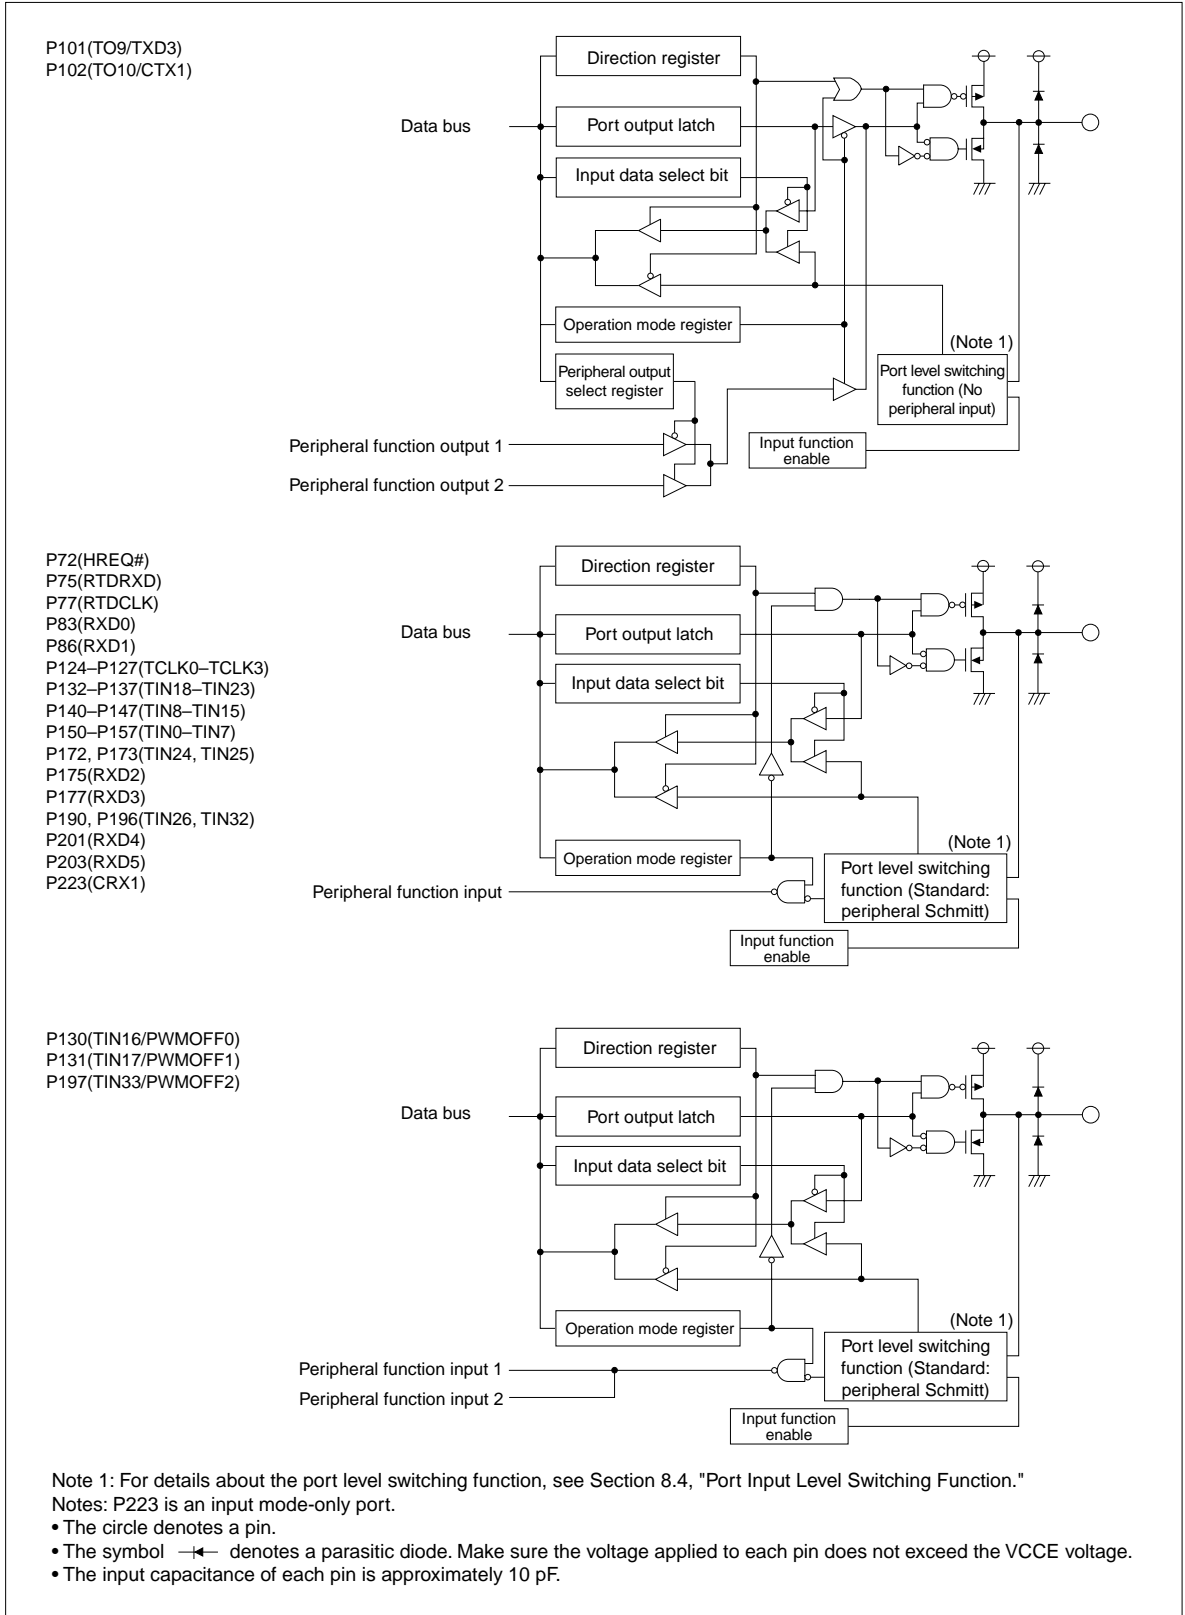 P101(TO9/TXD3)
P102(TO10/CTX1)
Data bus
Direction register
Port output latch
Input data select bit
Operation mode register
Peripheral output
select register
Peripheral function output 1
Peripheral function output 2
(Note 1)
Port level switching
function (No
peripheral input)
Input function
enable
P72(HREQ#)
P75(RTDRXD)
P77(RTDCLK)
P83(RXD0)
P86(RXD1)
P124–P127(TCLK0–TCLK3)
P132–P137(TIN18–TIN23)
P140–P147(TIN8–TIN15)
P150–P157(TIN0–TIN7)
P172, P173(TIN24, TIN25)
P175(RXD2)
P177(RXD3)
P190, P196(TIN26, TIN32)
P201(RXD4)
P203(RXD5)
P223(CRX1)
Data bus
Direction register
Port output latch
Input data select bit
Operation mode register
Peripheral function input
(Note 1)
Port level switching
function (Standard:
peripheral Schmitt)
Input function
enable
P130(TIN16/PWMOFF0)
P131(TIN17/PWMOFF1)
P197(TIN33/PWMOFF2)
Data bus
Direction register
Port output latch
Input data select bit
Operation mode register
Peripheral function input 1
Peripheral function input 2
(Note 1)
Port level switching
function (Standard:
peripheral Schmitt)
Input function
enable
Note 1: For details about the port level switching function, see Section 8.4, "Port Input Level Switching Function."
Notes: P223 is an input mode-only port.
• The circle denotes a pin.
• The symbol denotes a parasitic diode. Make sure the voltage applied to each pin does not exceed the VCCE voltage.
• The input capacitance of each pin is approximately 10 pF.